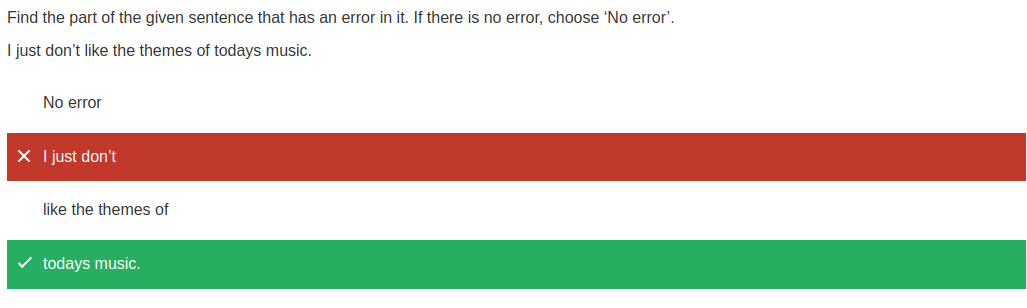 Find the part of the given sentence that has an error in it. If there is no error, choose ‘No error’.
I just don’t like the themes of todays music.
No error
I just don’t
like the themes of
todays music.